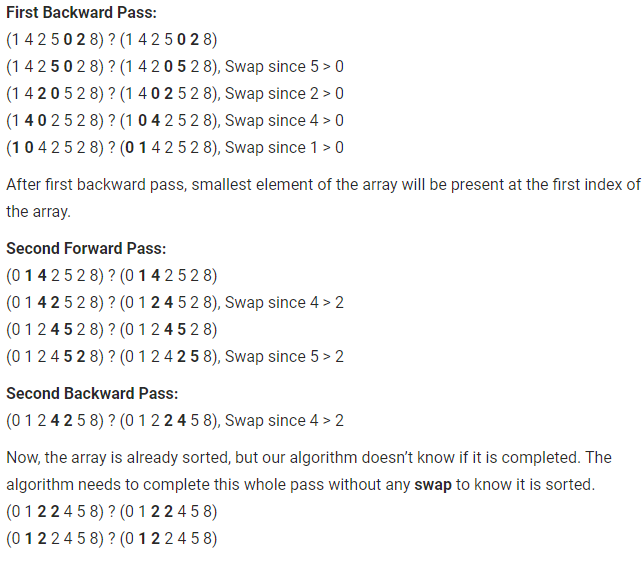 First Backward Pass:
(1 4 2 5 0 2 8) ? (1 4 2 5 0 2 8)
(1 4 2 5 0 2 8) ? (1 4 2 0 5 2 8), Swap since 5 > 0
(1 4 2 0 5 2 8) ? (1 4 0 2 5 2 8), Swap since 2 > 0
(1 4 0 2 5 2 8) ? (1 0 4 2 5 2 8), Swap since 4 > 0
(1 0 4 2 5 2 8) ? (0 1 4 2 5 2 8), Swap since 1 > 0
After first backward pass, smallest element of the array will be present at the first index of
the array.
Second Forward Pass:
(0 1 4 2 5 2 8) ? (0 1 4 2 5 2 8)
(0 1 4 2 5 2 8) ? (0 1 2 4 5 2 8), Swap since 4 > 2
(0 1 2 4 5 2 8) ? (0 1 2 4 5 2 8)
(0 1 2 4 5 2 8) ? (0 1 2 4 2 5 8), Swap since 5 > 2
Second Backward Pass:
(0 1 2 4 2 5 8) ? (0 1 2 2 4 5 8), Swap since 4 > 2
Now, the array is already sorted, but our algorithm doesn’t know if it is completed. The
algorithm needs to complete this whole pass without any swap to know it is sorted.
(0 1 2 2 4 5 8) ? (0 1 2 2 4 5 8)
(0 1 2 2 4 5 8) ? (0 1 2 2 4 5 8)